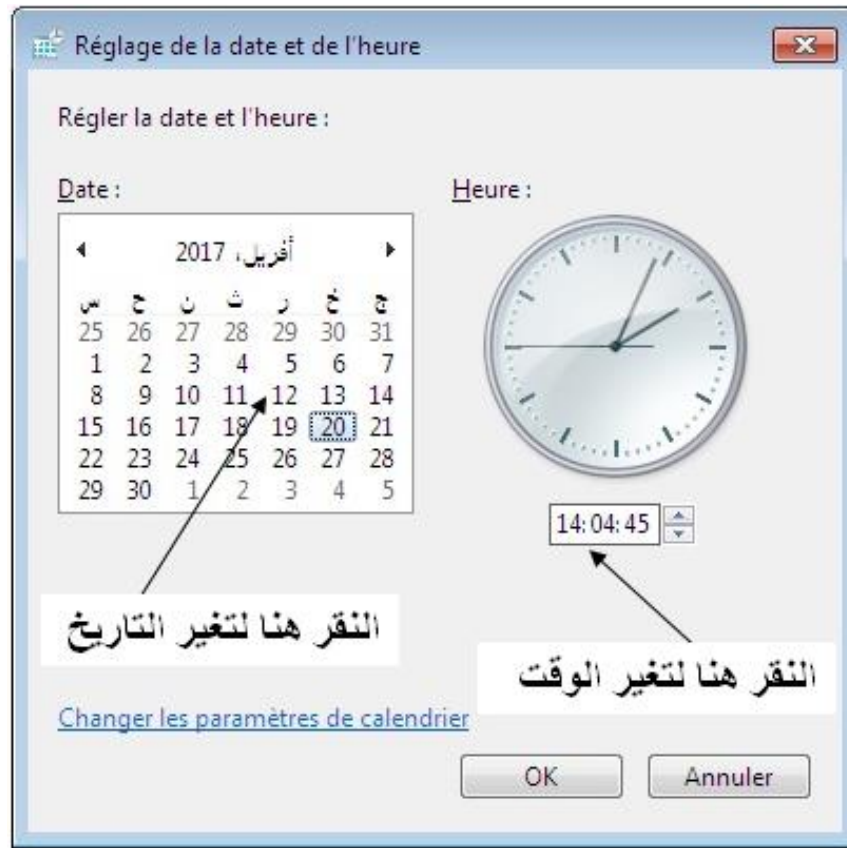 Réglage de la date et de l'heure
Régler la date et l'heure :
Date :
Heure :
أفريل، 2017
س ح ن ث ر خ ج
25 26 27 28 29 30 31
1 2 3 4 5 6 7
8 9 10 11 12 13 14
15 16 17 18 19 20 21
22 23 24 25 26 27 28
29 30 1 2 3 4 5
14:04:45
النقر هنا لتغير التاريخ
النقر هنا لتغير الوقت
Changer les paramètres de calendrier
OK
Annuler